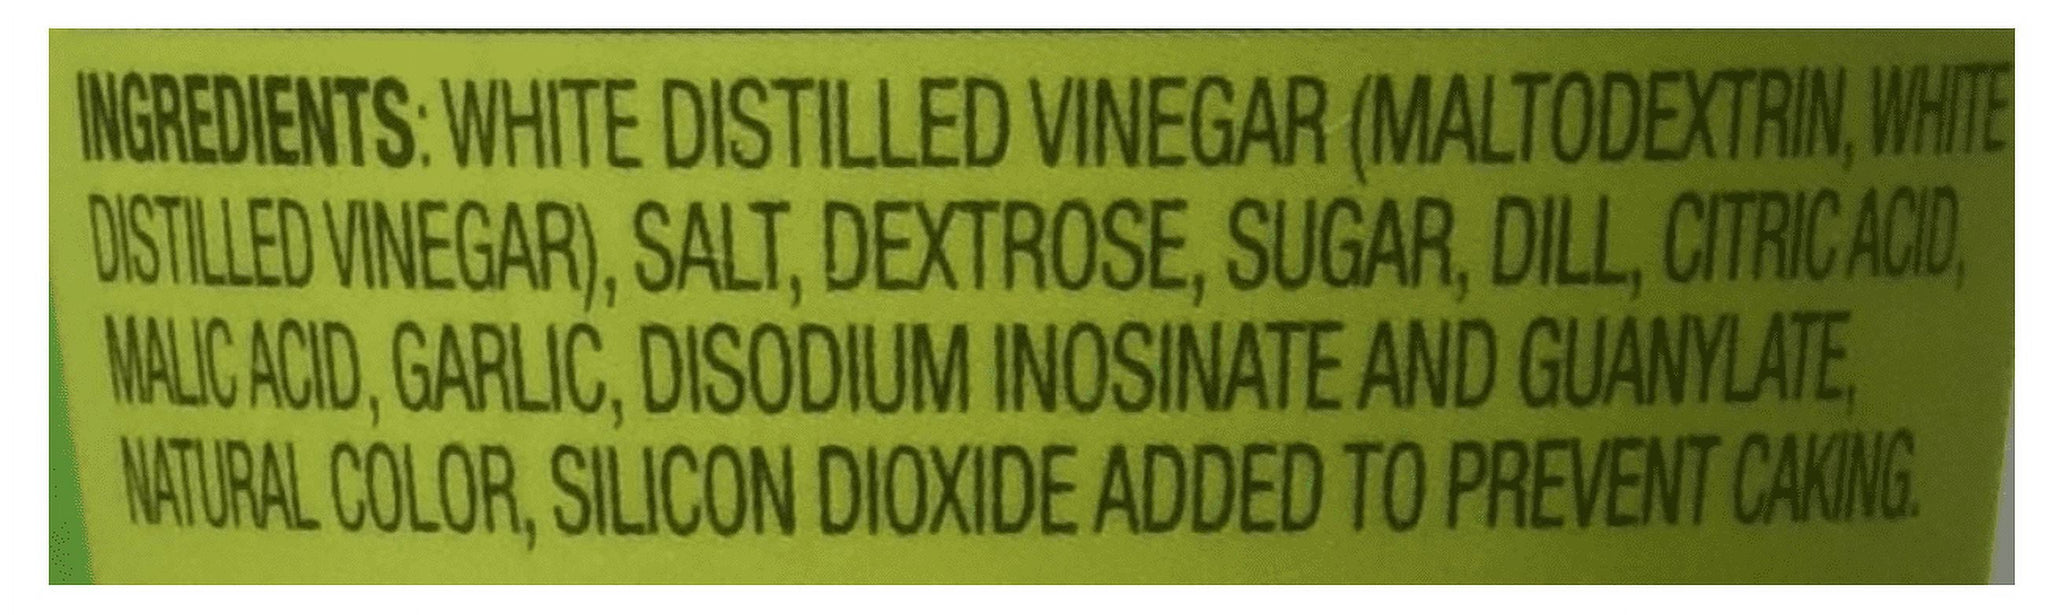 INGREDIENTS: WHITE DISTILLED VINEGAR (MALTODEXTRIN, WHITE
DISTILLED VINEGAR), SALT, DEXTROSE, SUGAR, DILL, CITRIC ACID,
MALIC ACID, GARLIC, DISODIUM INOSINATE AND GUANYLATE,
NATURAL COLOR, SILICON DIOXIDE ADDED TO PREVENT CAKING.